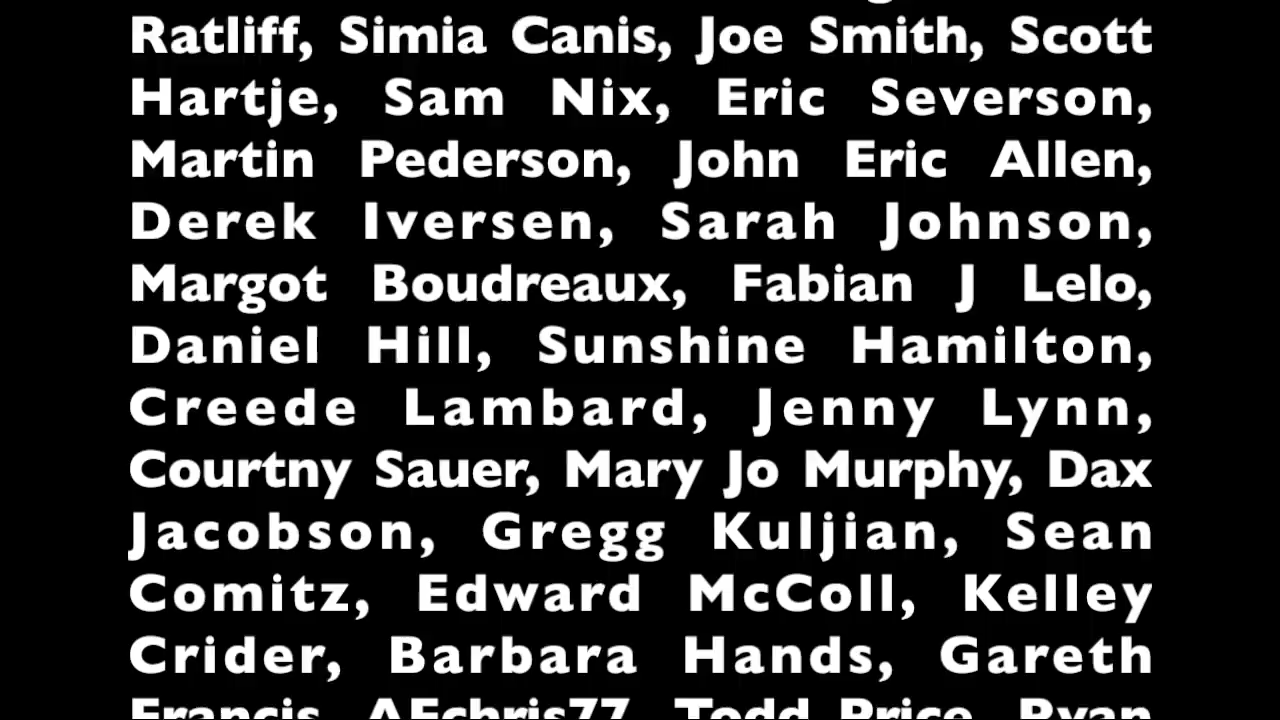 Ratliff, Simia Canis, Joe Smith, Scott
Hartje, Sam Nix, Eric Severson,
Martin Pederson, John Eric Allen,
Derek Iversen, Sarah Johnson,
Margot Boudreaux, Fabian J Lelo,
Daniel Hill, Sunshine Hamilton,
Creede Lambard, Jenny Lynn,
Courtny Sauer, Mary Jo Murphy, Dax
Jacobson, Gregg Kuljian, Sean
Comitz, Edward McColl, Kelley
Crider, Barbara Hands, Gareth
Francis, AEchris77, Todd Price, Ryan